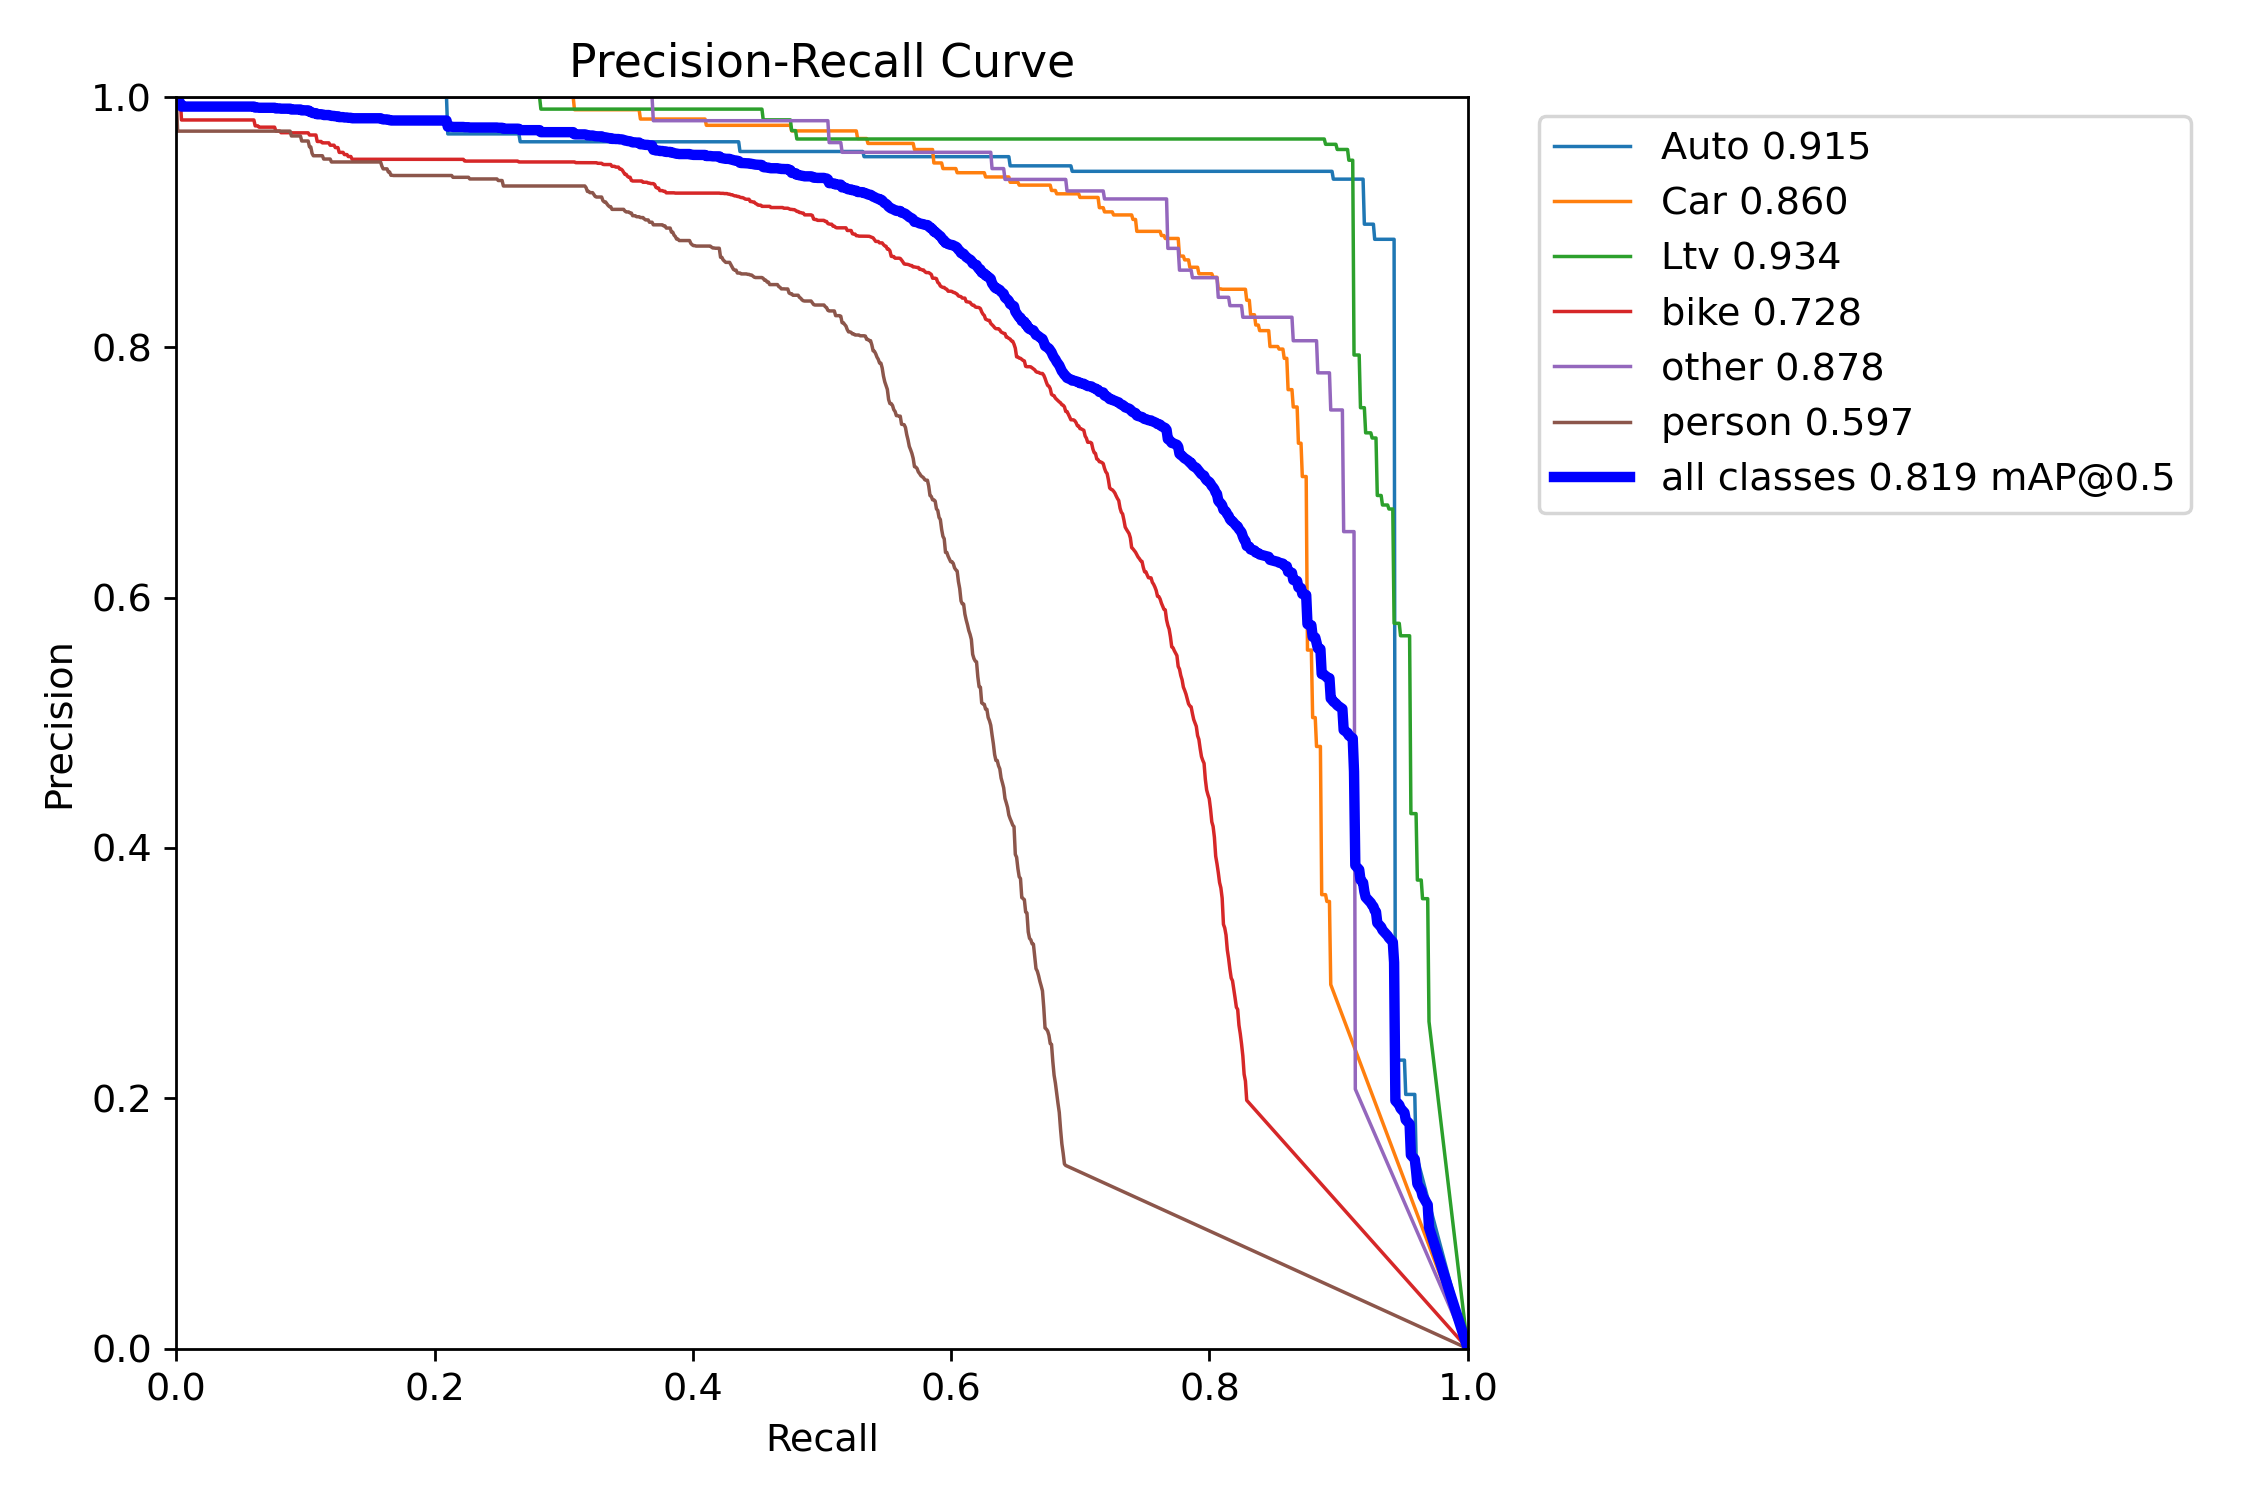 Precision-Recall Curve
1.0
0.8
0.6
0.4
0.2
0.0
Precision
0.0 0.2 0.4 0.6 0.8 1.0
Recall
Auto 0.915
Car 0.860
Ltv 0.934
bike 0.728
other 0.878
person 0.597
all classes 0.819 mAP@0.5